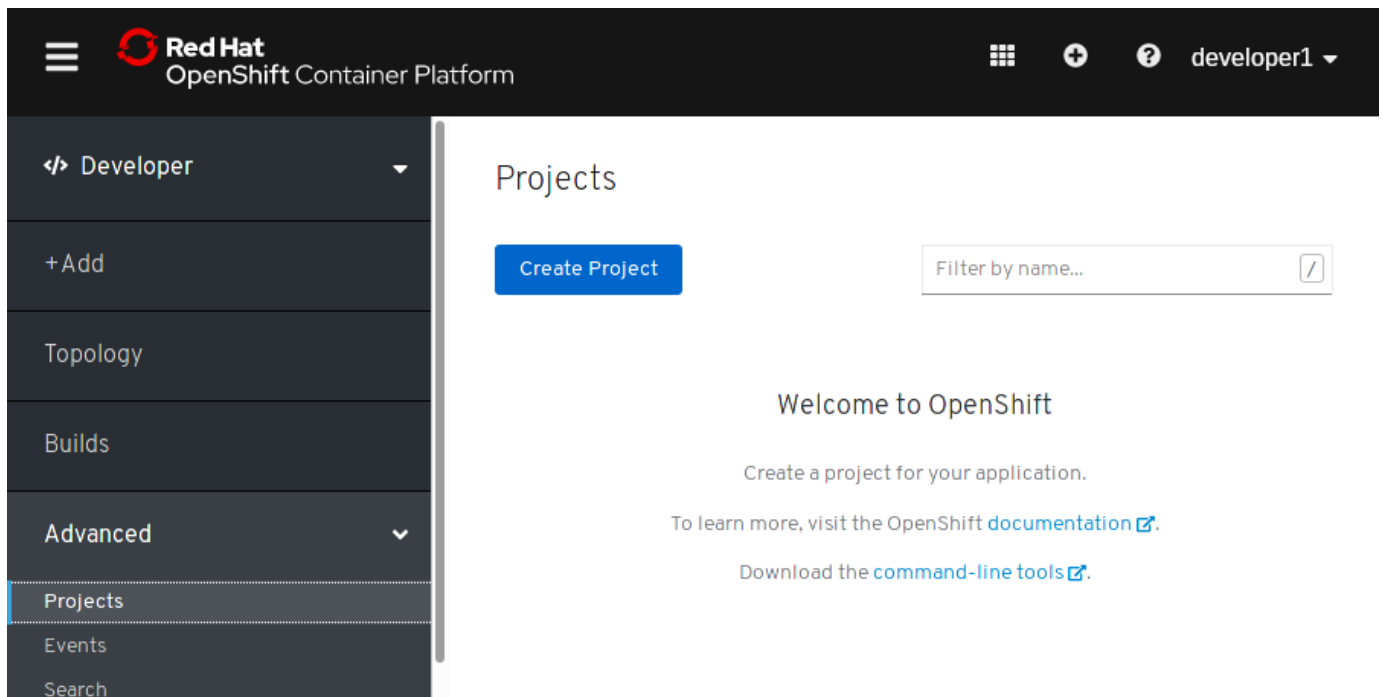 Red Hat
OpenShift Container Platform
developer1
</> Developer
+Add
Topology
Builds
Advanced
Projects
Events
Search
Projects
Create Project
Filter by name...
/
Welcome to OpenShift
Create a project for your application.
To learn more, visit the OpenShift documentation.
Download the command-line tools.